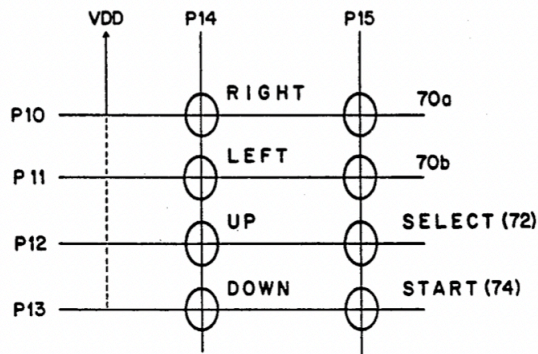 VDD P14 P15
RIGHT 70a
P10
LEFT 70b
P11
UP SELECT (72)
P12
DOWN START (74)
P13